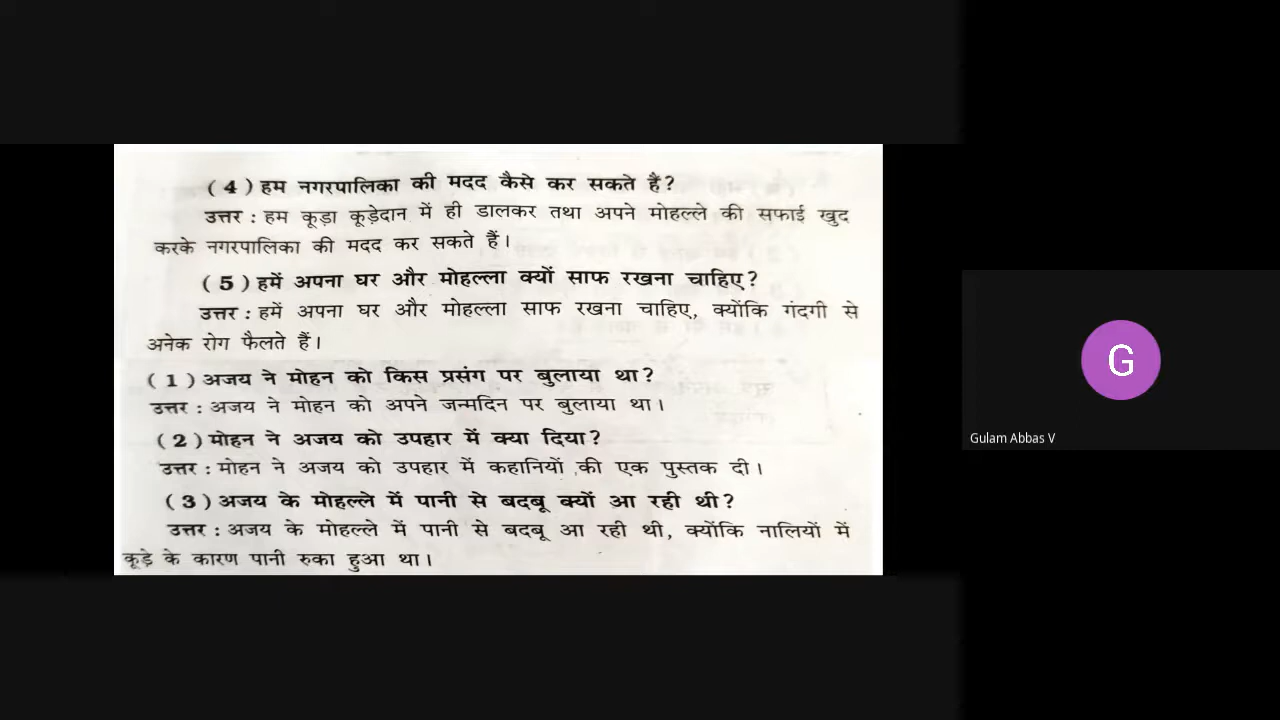 ( 4 ) हम नगरपालिका की मदद कैसे कर सकते हैं?
उत्तर : हम कूड़ा कूड़ेदान में ही डालकर तथा अपने मोहल्ले की सफाई खुद
करके नगरपालिका की मदद कर सकते हैं।
( 5 ) हमें अपना घर और मोहल्ला क्यों साफ रखना चाहिए?
उत्तर : हमें अपना घर और मोहल्ला साफ रखना चाहिए, क्योंकि गंदगी से
अनेक रोग फैलते हैं।
( 1 ) अजय ने मोहन को किस प्रसंग पर बुलाया था?
उत्तर : अजय ने मोहन को अपने जन्मदिन पर बुलाया था।
( 2 ) मोहन ने अजय को उपहार में क्या दिया?
उत्तर : मोहन ने अजय को उपहार में कहानियों की एक पुस्तक दी।
( 3 ) अजय के मोहल्ले में पानी से बदबू क्यों आ रही थी?
उत्तर : अजय के मोहल्ले में पानी से बदबू आ रही थी, क्योंकि नालियों में
कूड़े के कारण पानी रुका हुआ था।
G
Gulam Abbas V